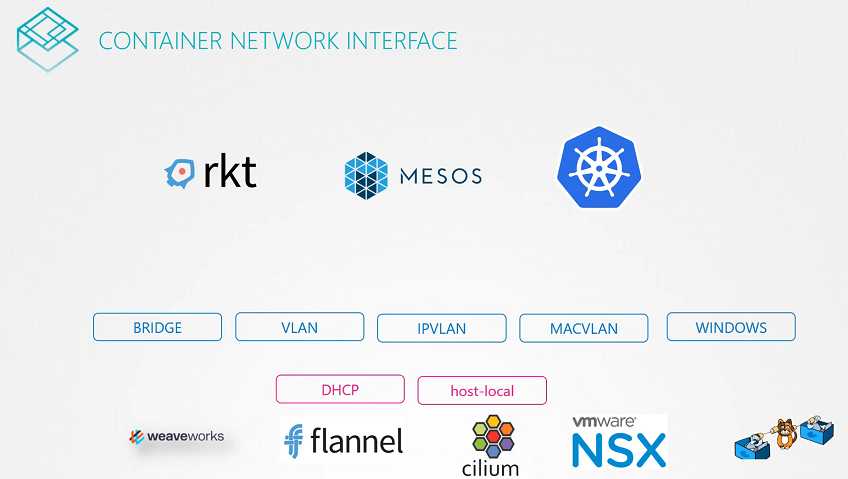 CONTAINER NETWORK INTERFACE
rkt
MESOS
BRIDGE
VLAN
IPVLAN
MACVLAN
WINDOWS
DHCP
host-local
weaveworks
flannel
cilium
vmware®
NSX